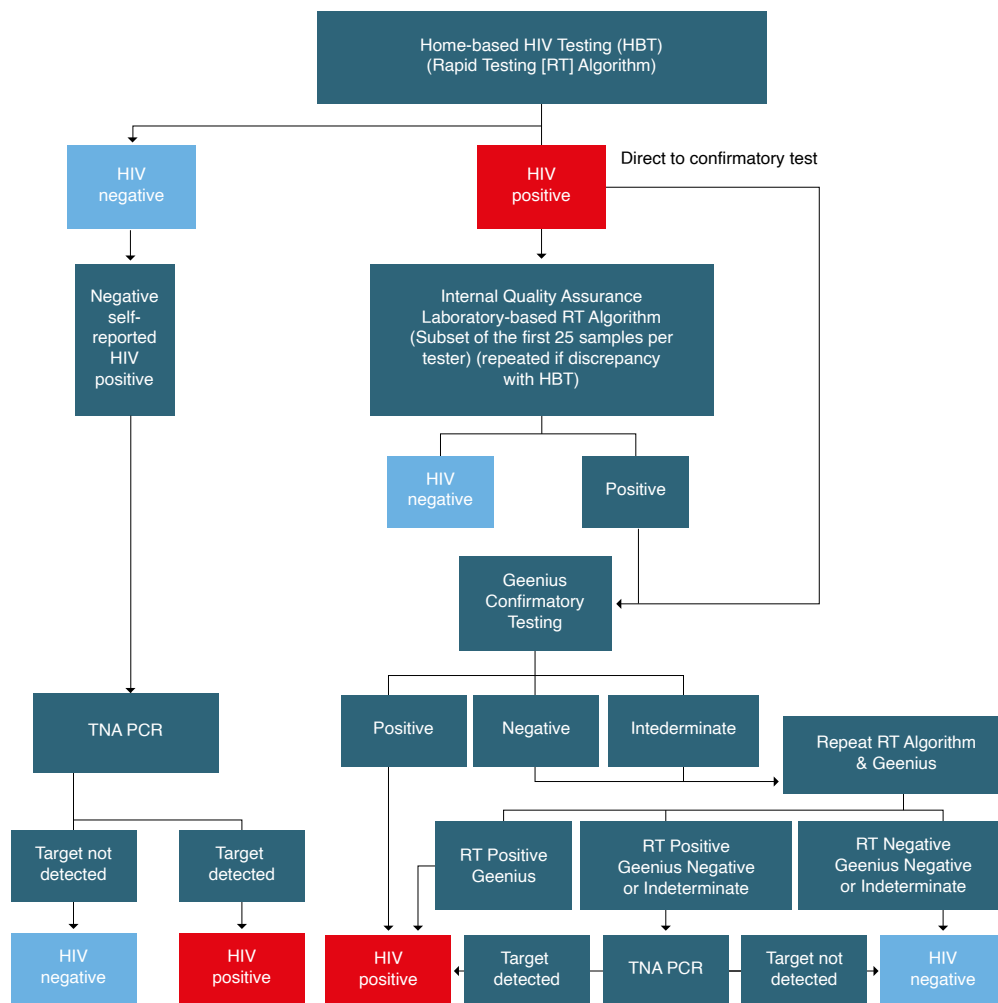 Home-based HIV Testing (HBT)
(Rapid Testing [RT] Algorithm)
HIV
negative
HIV
positive
Direct to confirmatory test
Negative
self-
reported
HIV
positive
Internal Quality Assurance
Laboratory-based RT Algorithm
(Subset of the first 25 samples per
tester) (repeated if discrepancy
with HBT)
HIV
negative
Positive
Geenius
Confirmatory
Testing
TNA PCR
Positive
Negative
Intederminate
Repeat RT Algorithm
& Geenius
Target not
detected
Target
detected
RT Positive
Geenius
RT Positive
Geenius Negative
or Indeterminate
RT Negative
Geenius Negative
or Indeterminate
HIV
negative
HIV
positive
HIV
positive
Target
detected
TNA PCR
Target not
detected
HIV
negative